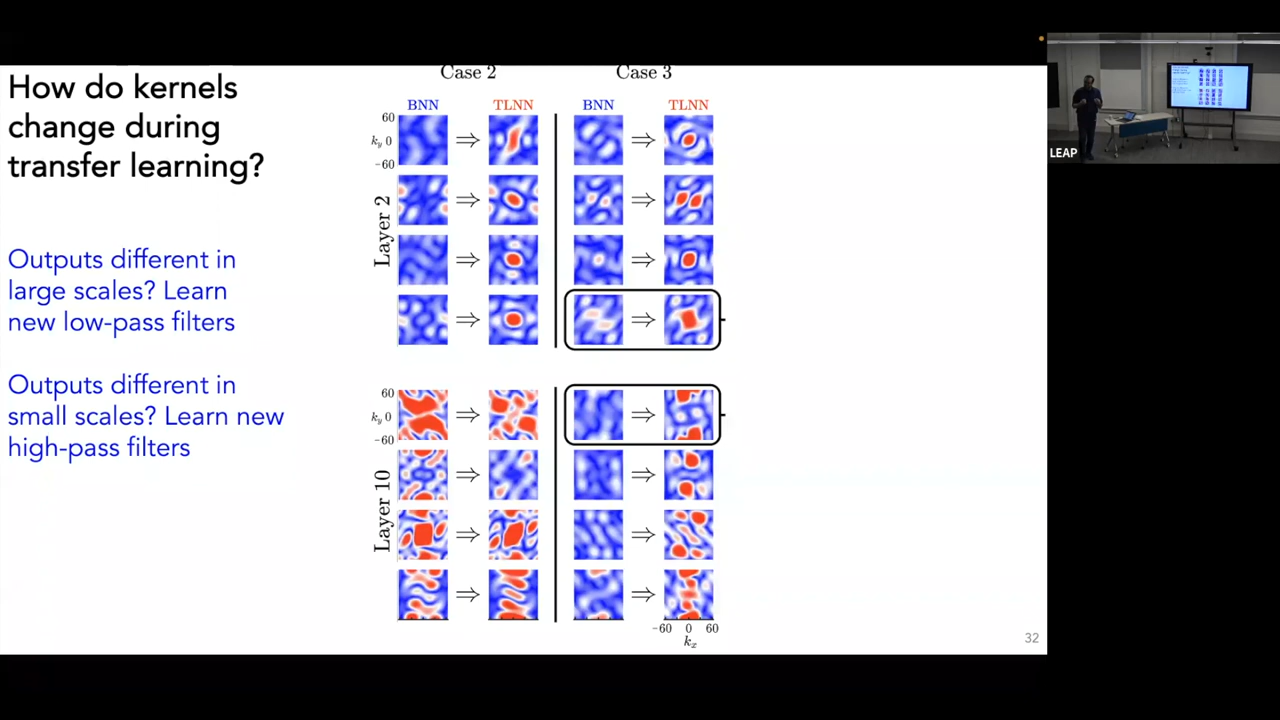 How do kernels
change during
transfer learning?
Outputs different in
large scales? Learn
new low-pass filters
Outputs different in
small scales? Learn new
high-pass filters
Case 2
Case 3
BNN
TLNN
BNN
TLNN
60
k_y 0
−60
Layer 2
⇒
⇒
⇒
⇒
⇒
⇒
⇒
⇒
60
k_y 0
−60
Layer 10
⇒
⇒
⇒
⇒
⇒
⇒
⇒
⇒
−60 0 60
k_x
32
LEAP